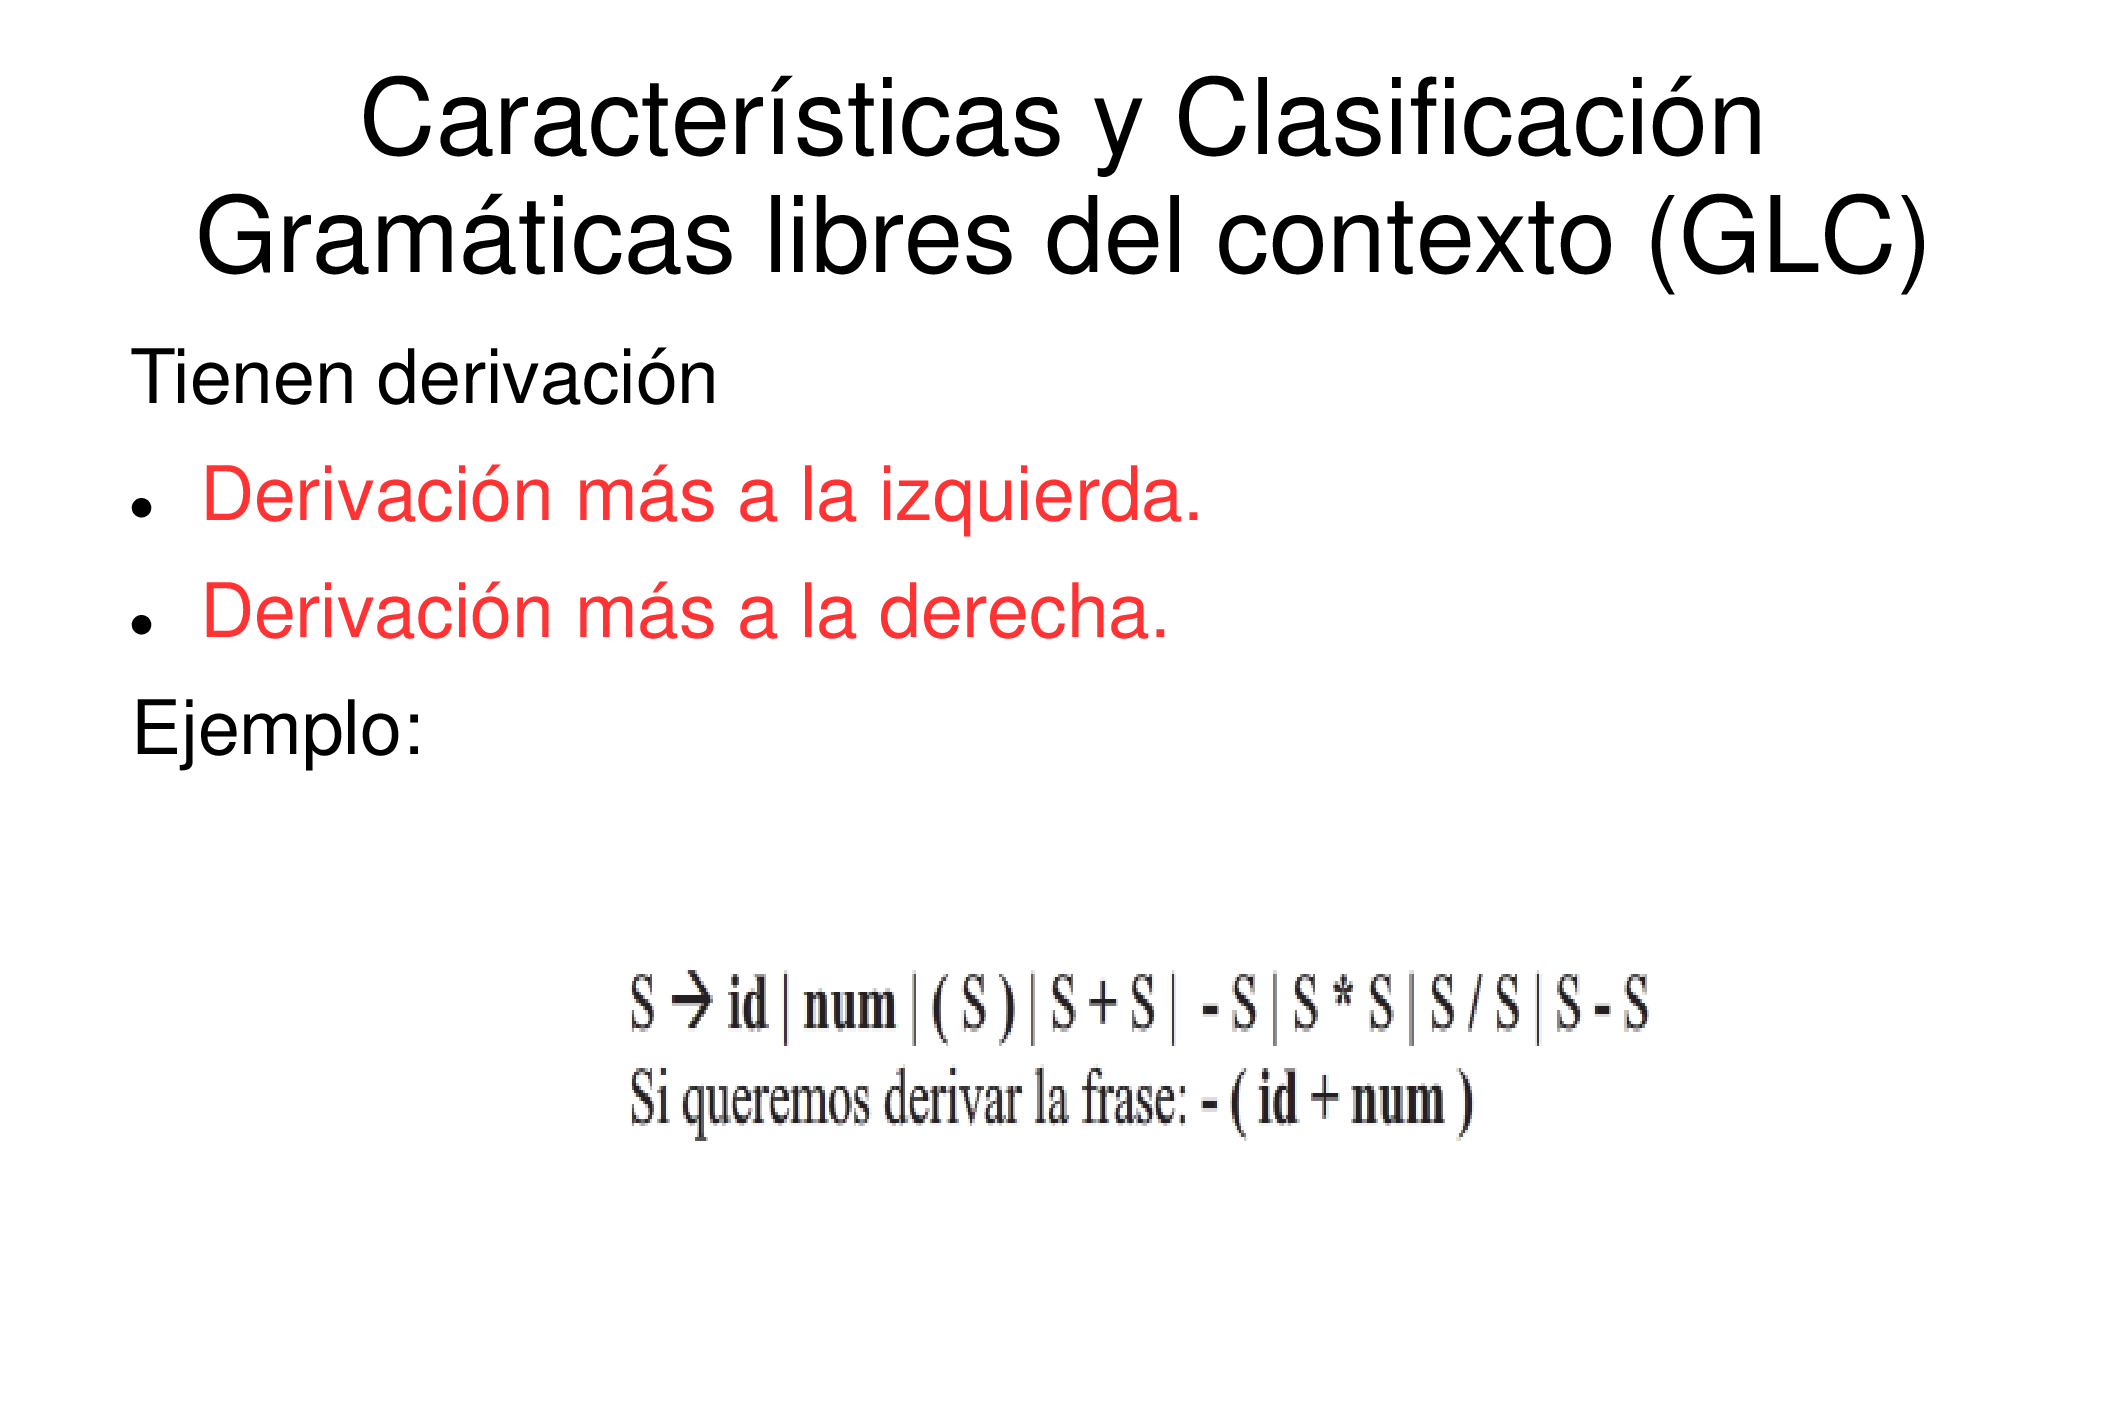 Características y Clasificación
Gramáticas libres del contexto (GLC)
Tienen derivación
● Derivación más a la izquierda.
● Derivación más a la derecha.
Ejemplo:
S → id | num | ( S ) | S + S | - S | S * S | S / S | S - S
Si queremos derivar la frase: - ( id + num )